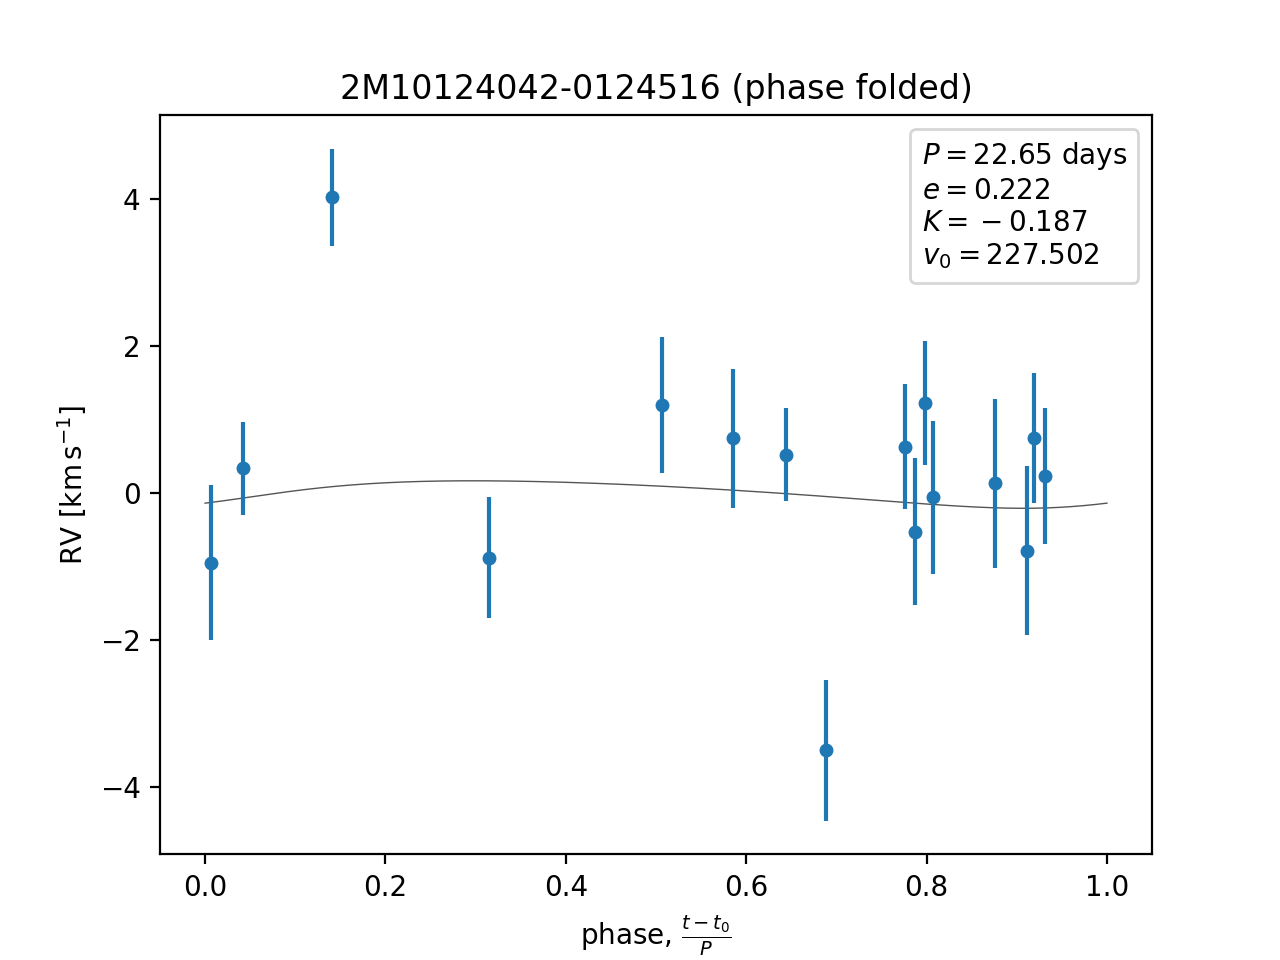 2M10124042-0124516 (phase folded)
P = 22.65 days
e = 0.222
K = −0.187
v₀ = 227.502
4
2
0
−2
−4
RV [km s⁻¹]
0.0 0.2 0.4 0.6 0.8 1.0
phase, (t − t₀)/P